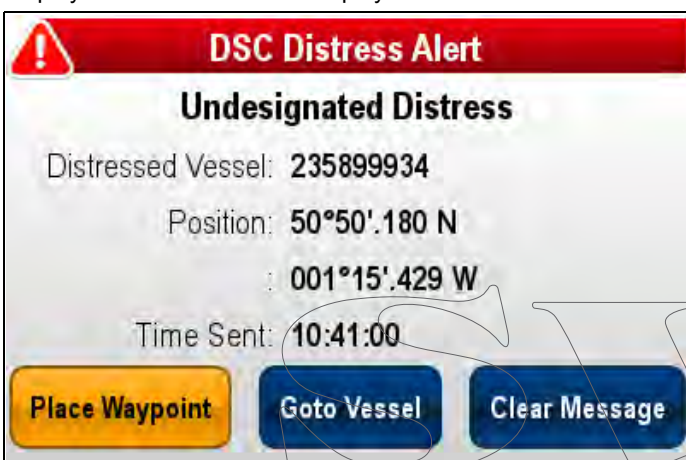 DSC Distress Alert
Undesignated Distress
Distressed Vessel: 235899934
Position: 50°50'.180 N
: 001°15'.429 W
Time Sent: 10:41:00
Place Waypoint Goto Vessel Clear Message